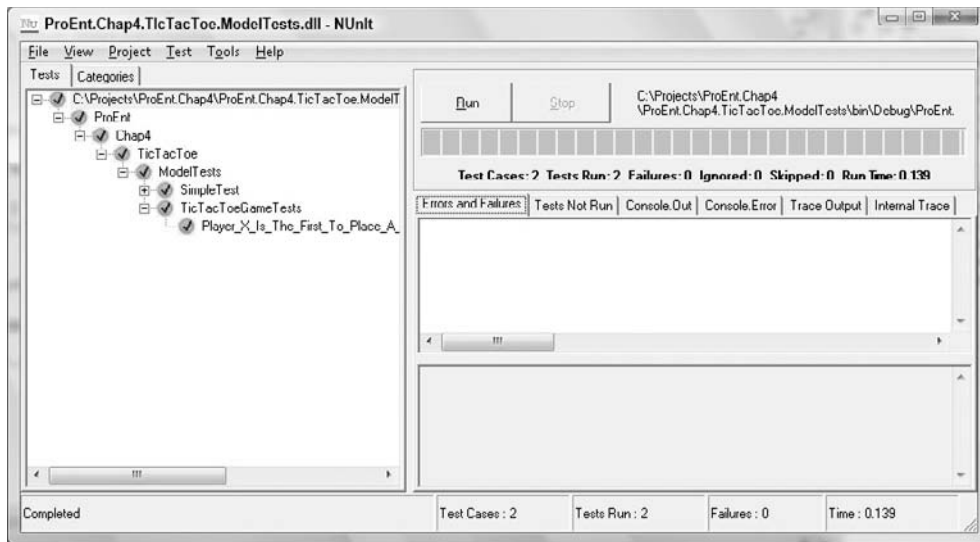 ProEnt.Chap4.TicTacToe.ModelTests.dll - NUnit
File View Project Test Tools Help
Tests Categories
C:\Projects\ProEnt.Chap4\ProEnt.Chap4.TicTacToe.ModelT
ProEnt
Chap4
TicTacToe
ModelTests
SimpleTest
TicTacToeGameTests
Player_X_Is_The_First_To_Place_A_
Run Stop
C:\Projects\ProEnt.Chap4
\ProEnt.Chap4.TicTacToe.ModelTests\bin\Debug\ProEnt.
Test Cases: 2 Tests Run: 2 Failures: 0 Ignored: 0 Skipped: 0 Run Time: 0.139
Errors and Failures Tests Not Run Console.Out Console.Error Trace Output Internal Trace
Completed
Test Cases : 2 Tests Run : 2 Failures : 0 Time : 0.139